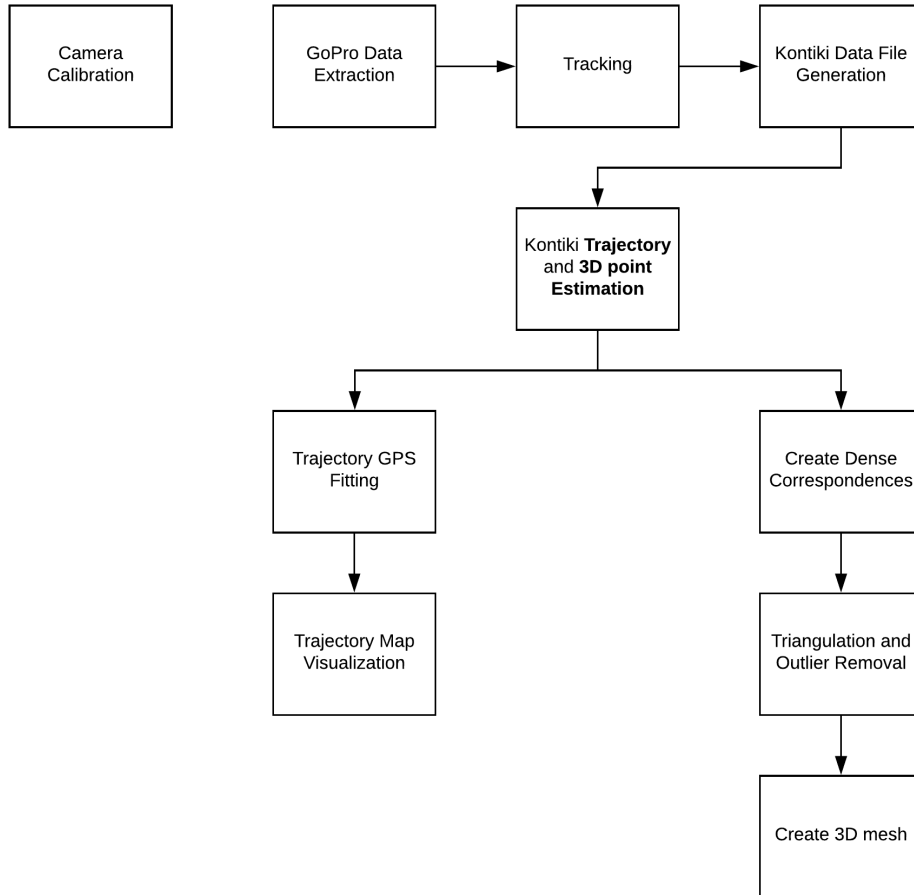 Camera
Calibration
GoPro Data
Extraction
Tracking
Kontiki Data File
Generation
Kontiki Trajectory
and 3D point
Estimation
Trajectory GPS
Fitting
Create Dense
Correspondences
Trajectory Map
Visualization
Triangulation and
Outlier Removal
Create 3D mesh